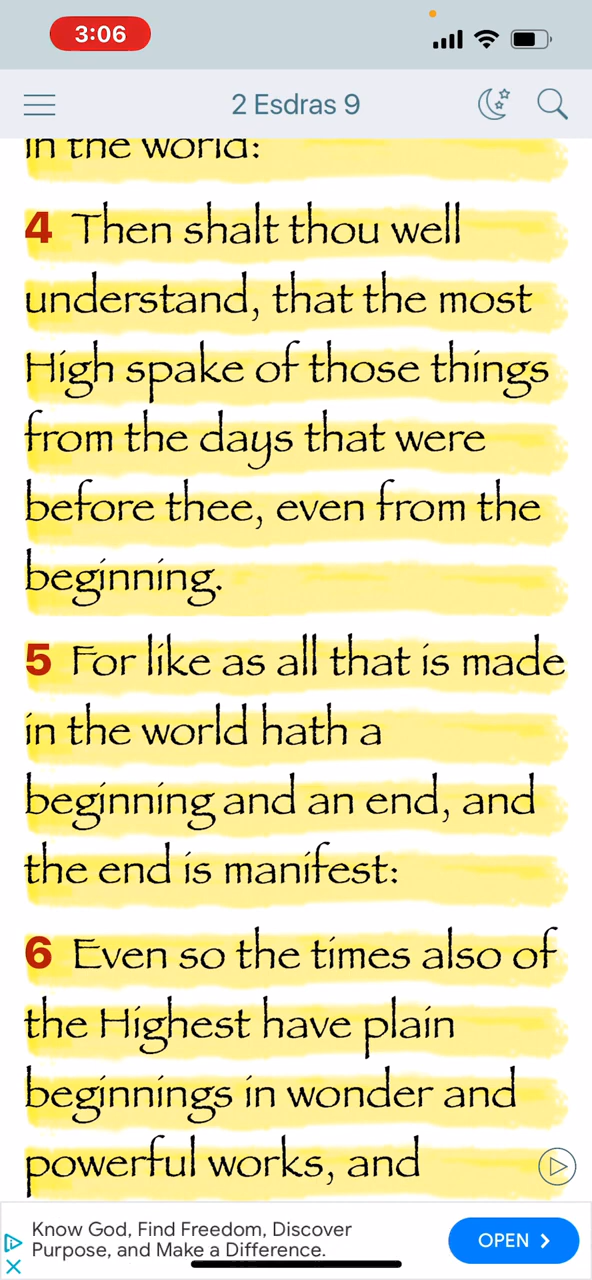 3:06
2 Esdras 9
in the world:
4 Then shalt thou well
understand, that the most
High spake of those things
from the days that were
before thee, even from the
beginning.
5 For like as all that is made
in the world hath a
beginning and an end, and
the end is manifest:
6 Even so the times also of
the Highest have plain
beginnings in wonder and
powerful works, and
Know God, Find Freedom, Discover
Purpose, and Make a Difference.
OPEN